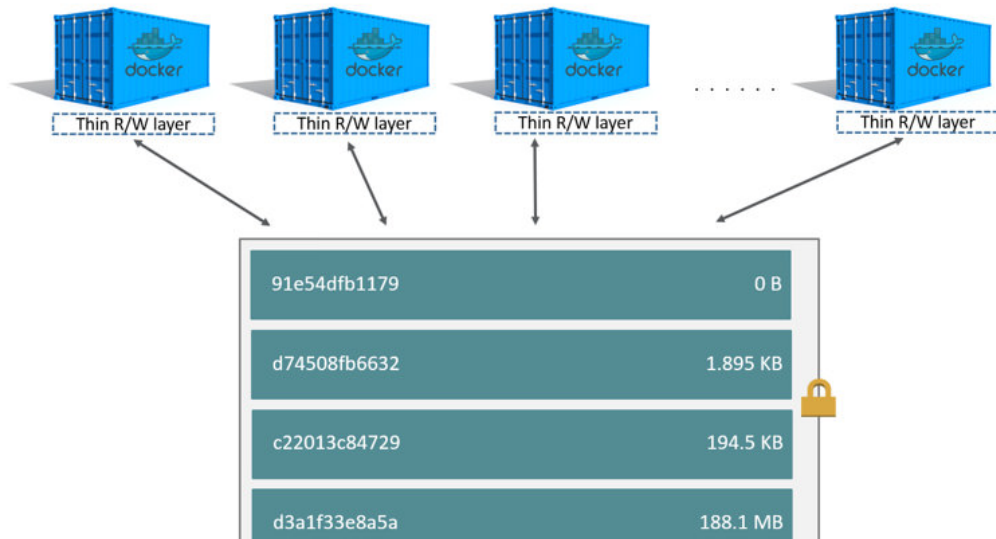 docker docker docker docker
. . . . . .
Thin R/W layer Thin R/W layer Thin R/W layer Thin R/W layer
91e54dfb1179 0 B
d74508fb6632 1.895 KB
c22013c84729 194.5 KB
d3a1f33e8a5a 188.1 MB